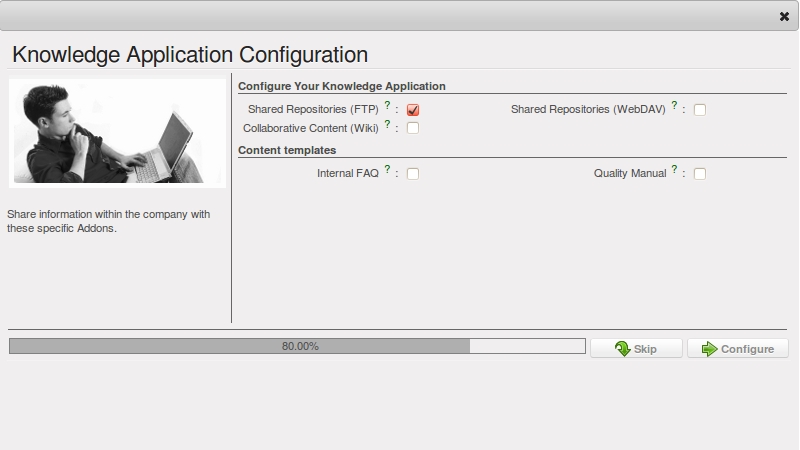 Knowledge Application Configuration
Configure Your Knowledge Application
Shared Repositories (FTP) ? : Shared Repositories (WebDAV) ? :
Collaborative Content (Wiki) ? :
Content templates
Internal FAQ ? : Quality Manual ? :
Share information within the company with
these specific Addons.
80.00% Skip Configure